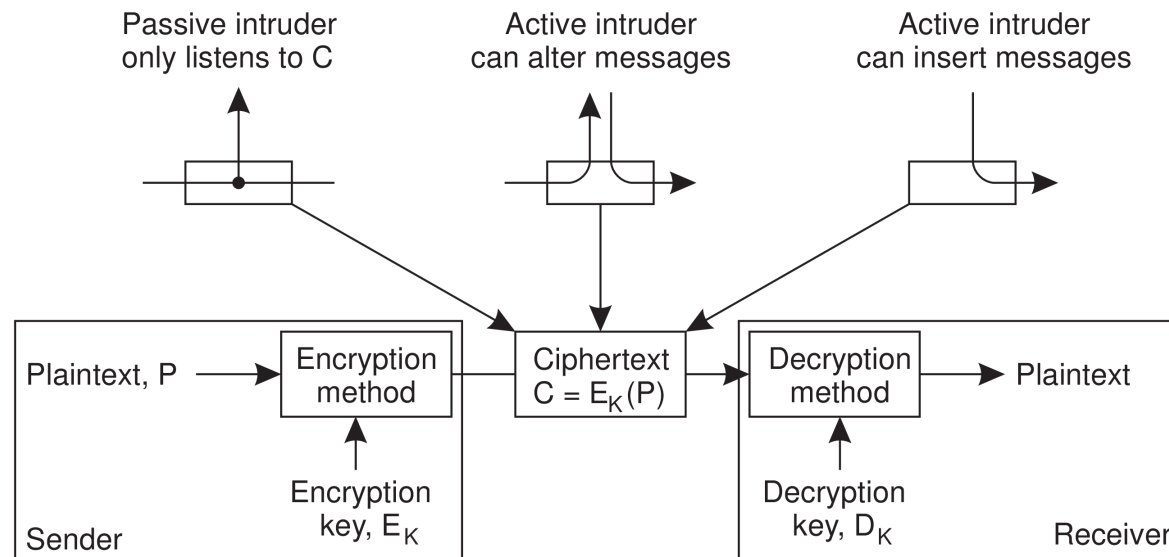 Passive intruder
only listens to C
Active intruder
can alter messages
Active intruder
can insert messages
Plaintext, P
Encryption
method
Ciphertext
C = E_K(P)
Decryption
method
Plaintext
Encryption
key, E_K
Decryption
key, D_K
Sender
Receiver